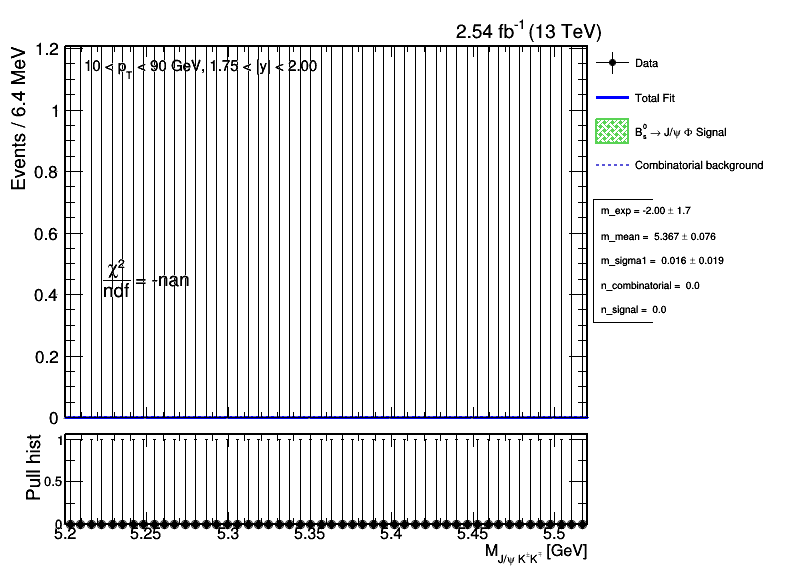 2.54 fb⁻¹ (13 TeV)
Events / 6.4 MeV
1.2
1
0.8
0.6
0.4
0.2
0
10 < p_T < 90 GeV, 1.75 < |y| < 2.00
χ²
ndf = -nan
Data
Total Fit
B⁰ₛ → J/ψ Φ Signal
Combinatorial background
m_exp = -2.00 ± 1.7
m_mean = 5.367 ± 0.076
m_sigma1 = 0.016 ± 0.019
n_combinatorial = 0.0
n_signal = 0.0
Pull hist
1
0.5
0
5.2 5.25 5.3 5.35 5.4 5.45 5.5
M_J/ψ K^±K^∓ [GeV]